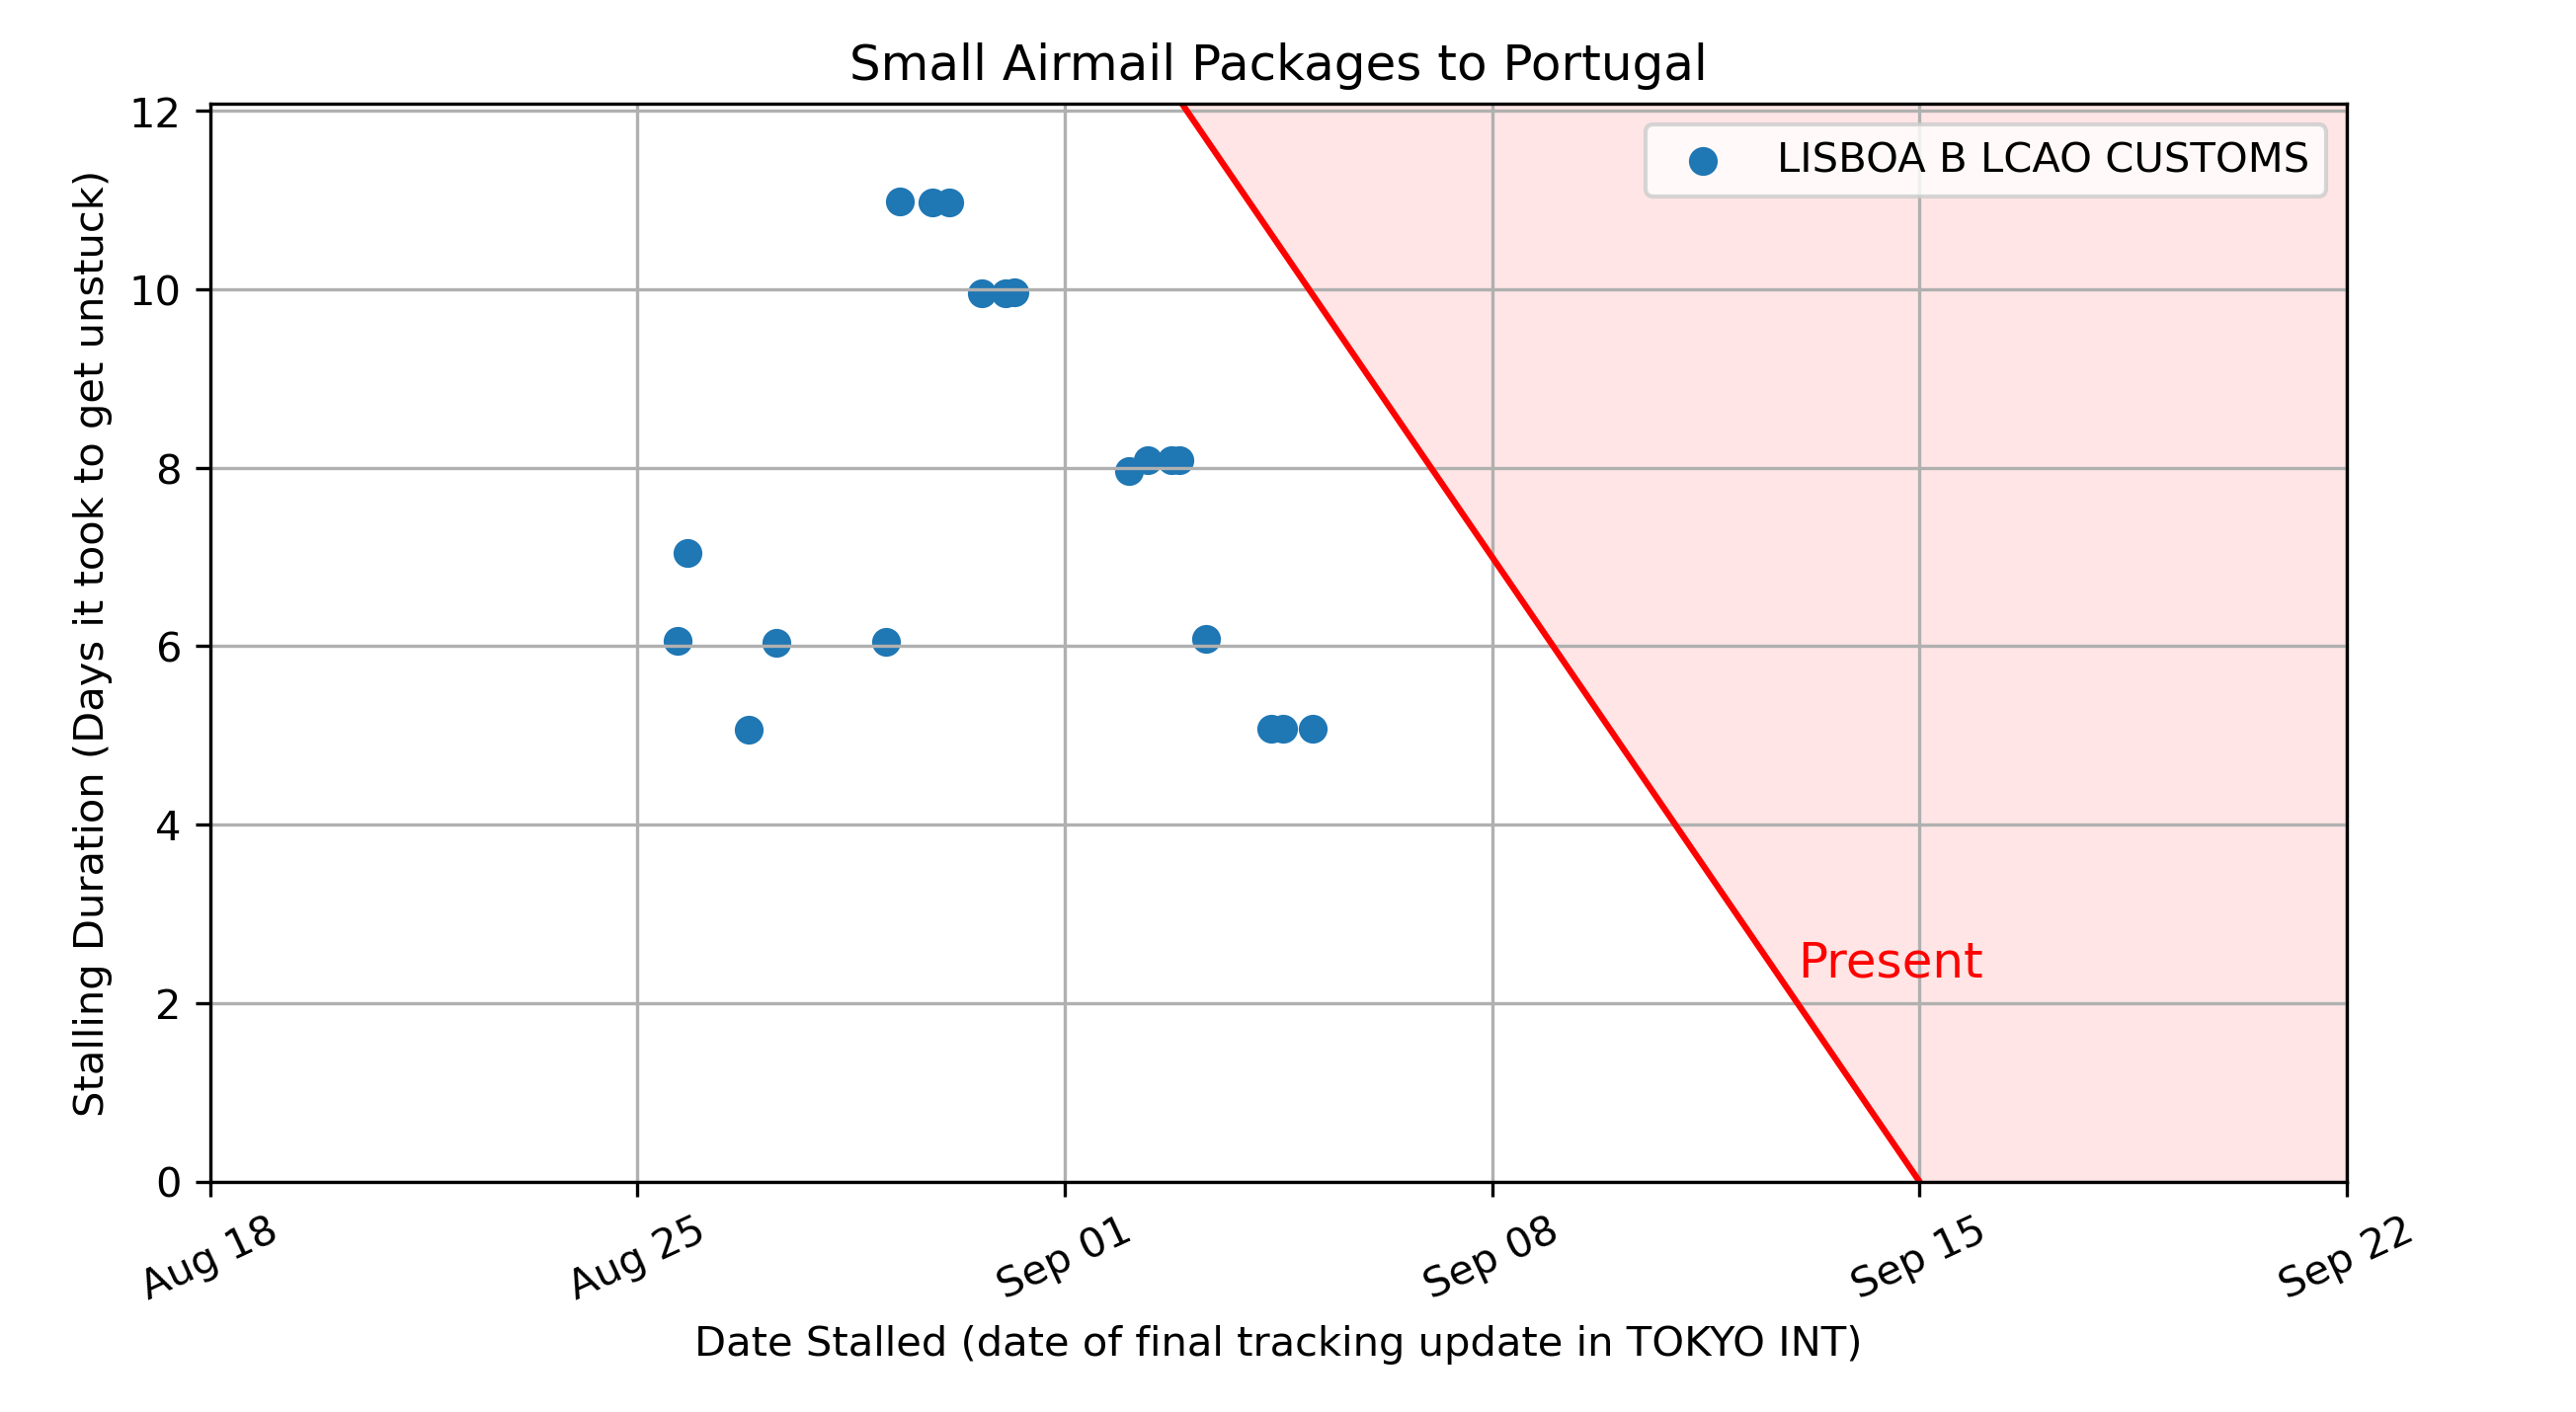 Small Airmail Packages to Portugal
LISBOA B LCAO CUSTOMS
Stalling Duration (Days it took to get unstuck)
12
10
8
6
4
2
0
Present
Aug 18
Aug 25
Sep 01
Sep 08
Sep 15
Sep 22
Date Stalled (date of final tracking update in TOKYO INT)